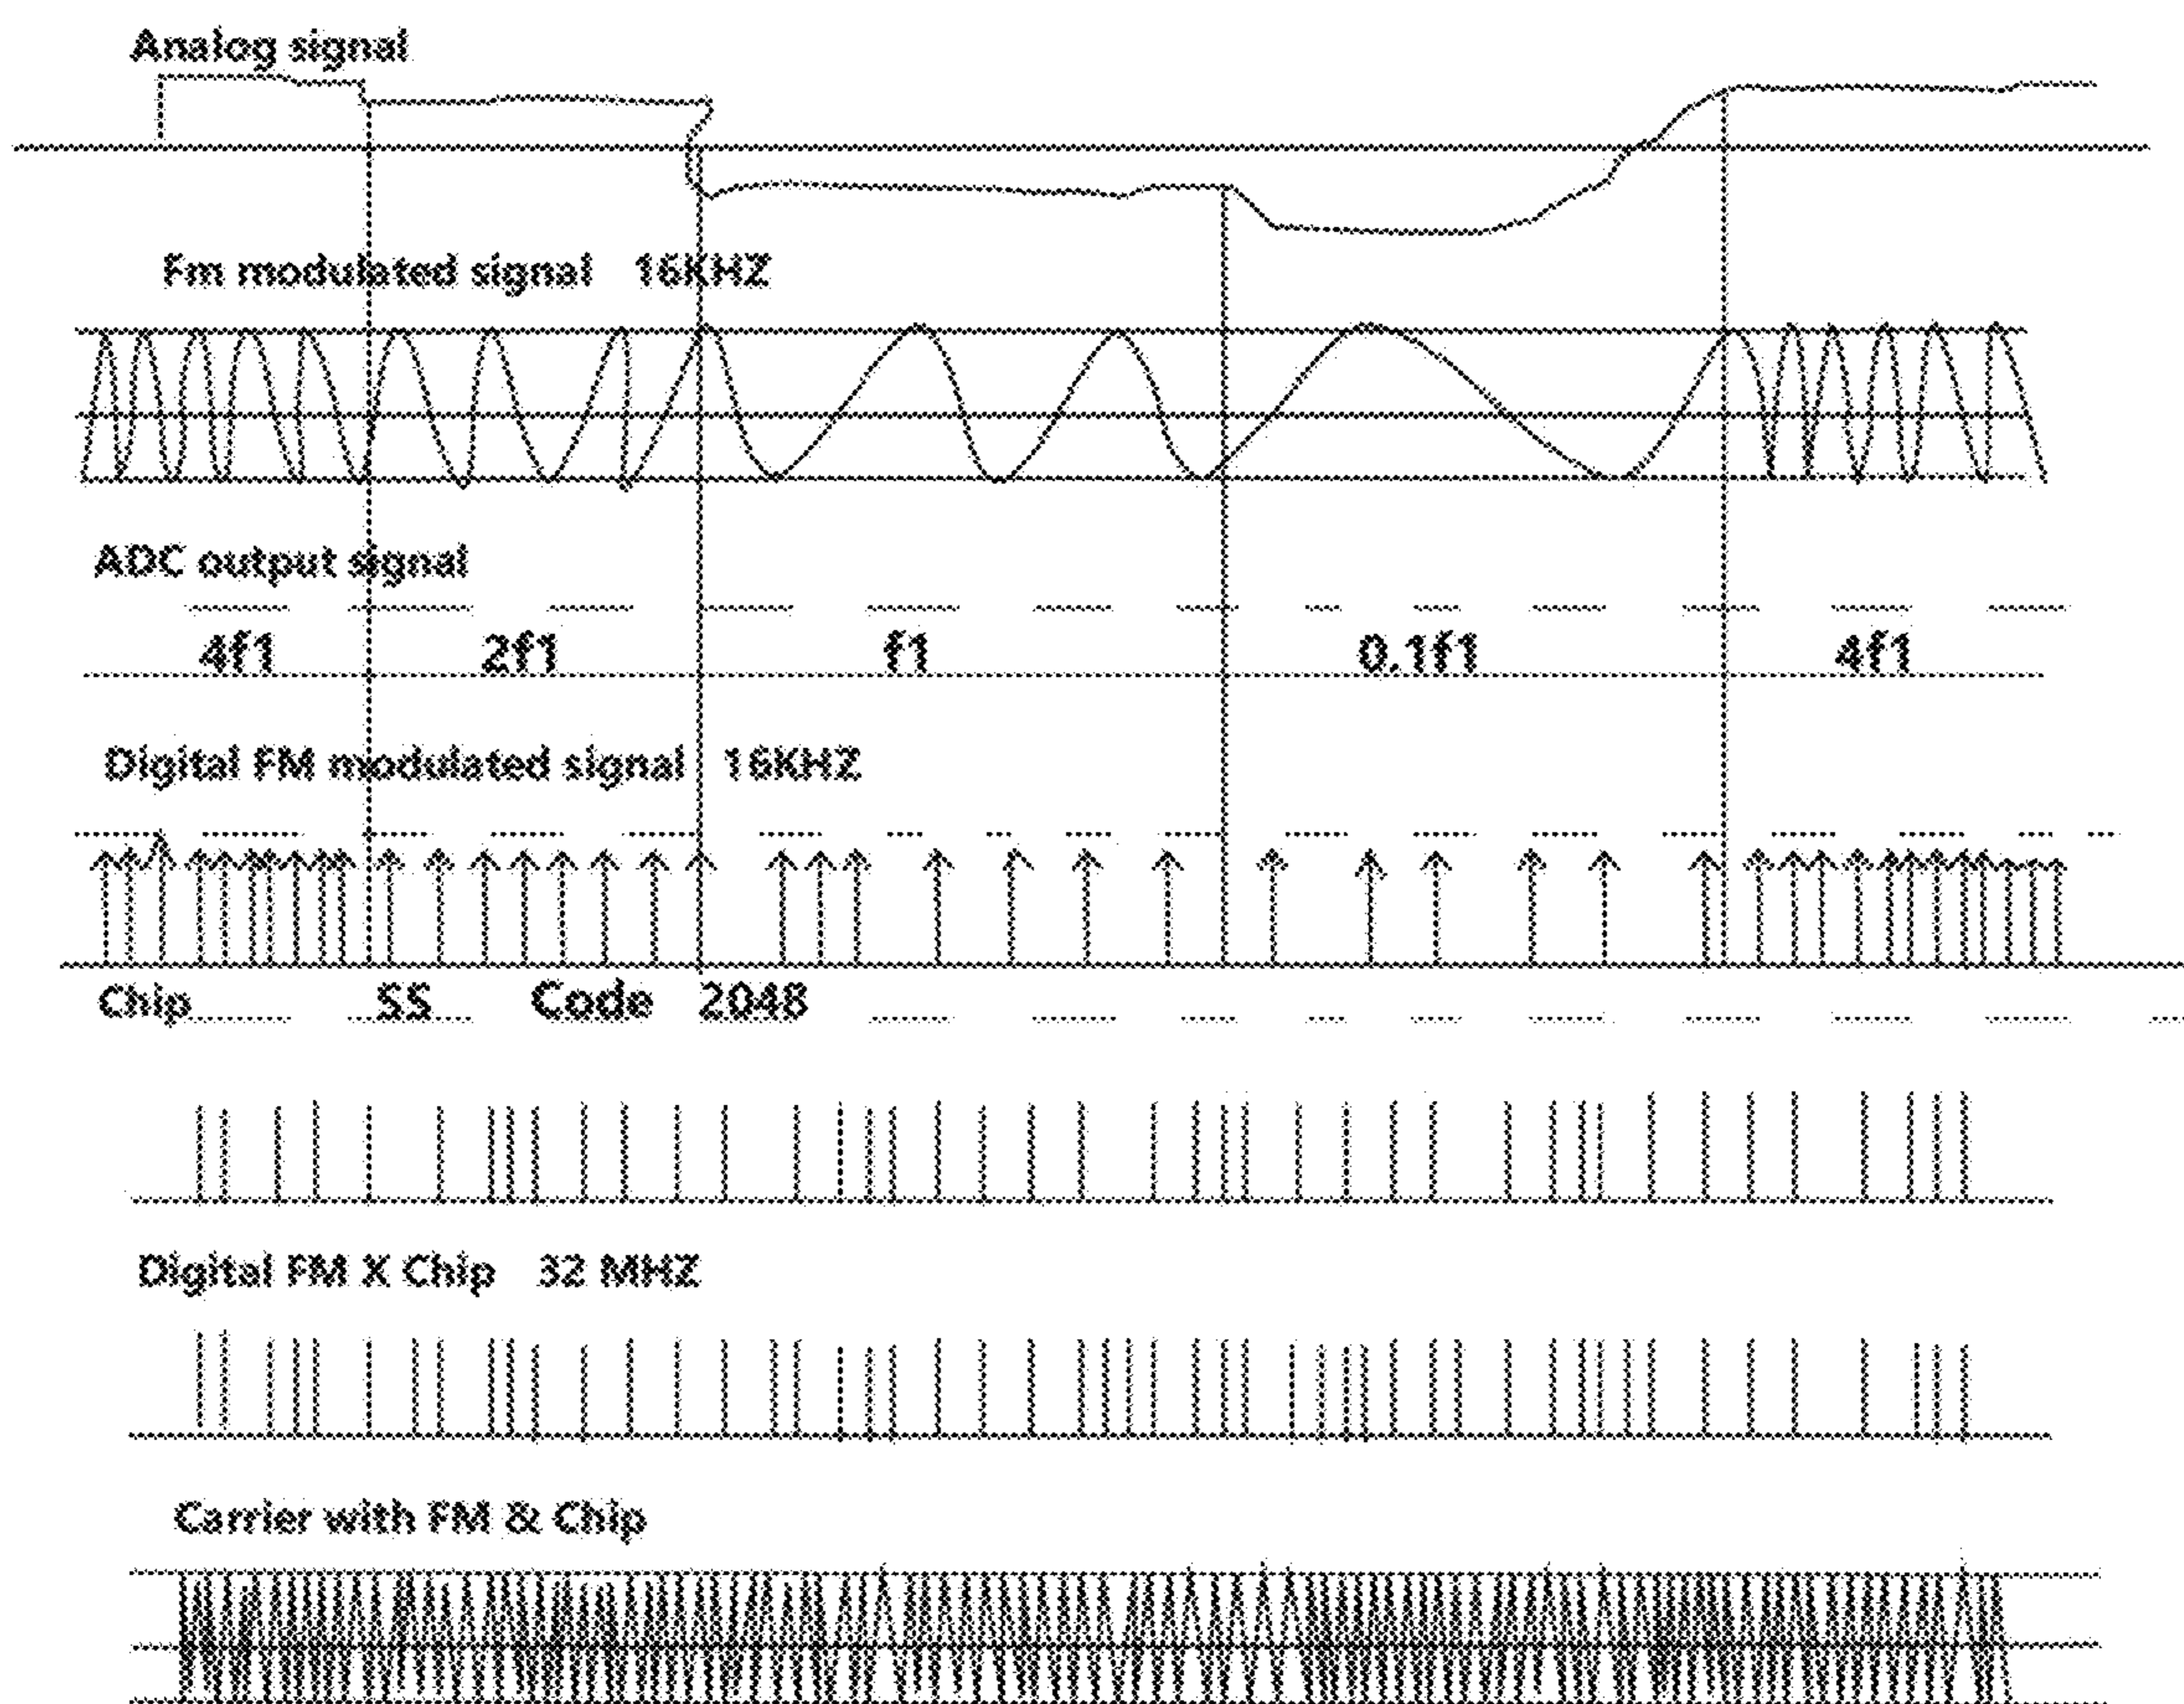 Analog signal
Fm modulated signal 16KHZ
ADC output signal
4f1 2f1 f1 0.1f1 4f1
Digital FM modulated signal 16KHZ
Chip SS Code 2048
Digital FM X Chip 32 MHZ
Carrier with FM & Chip